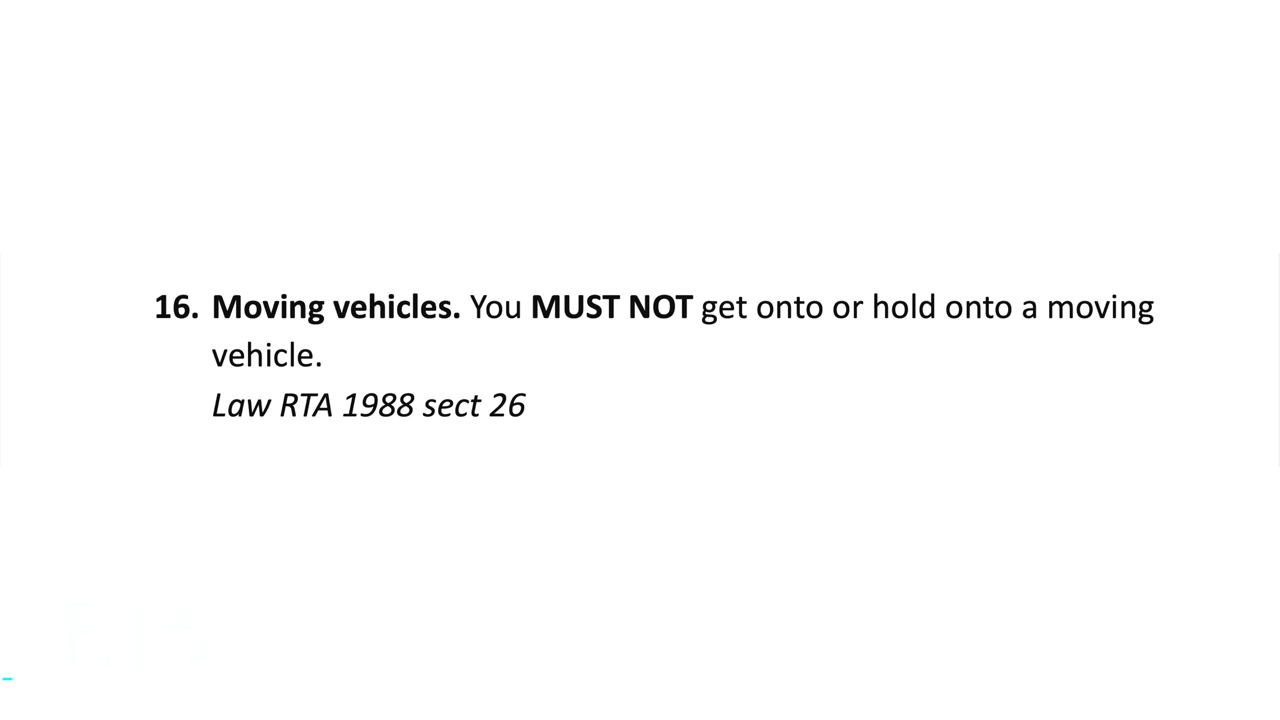 16. Moving vehicles. You MUST NOT get onto or hold onto a moving
vehicle.
Law RTA 1988 sect 26